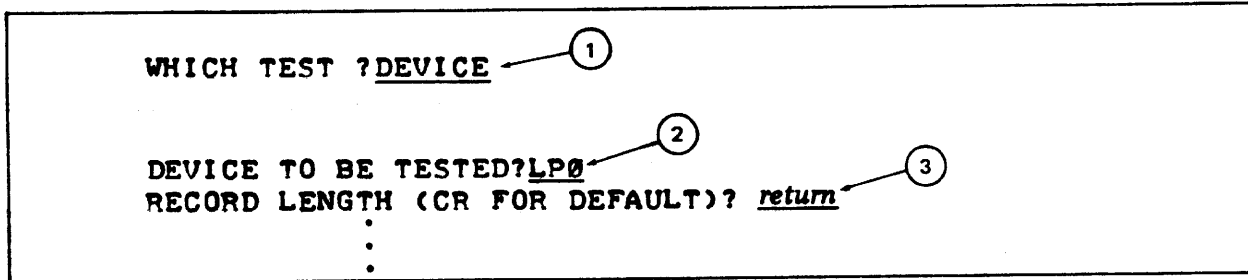 WHICH TEST ?DEVICE 1
DEVICE TO BE TESTED?LPØ 2
RECORD LENGTH (CR FOR DEFAULT)? return 3